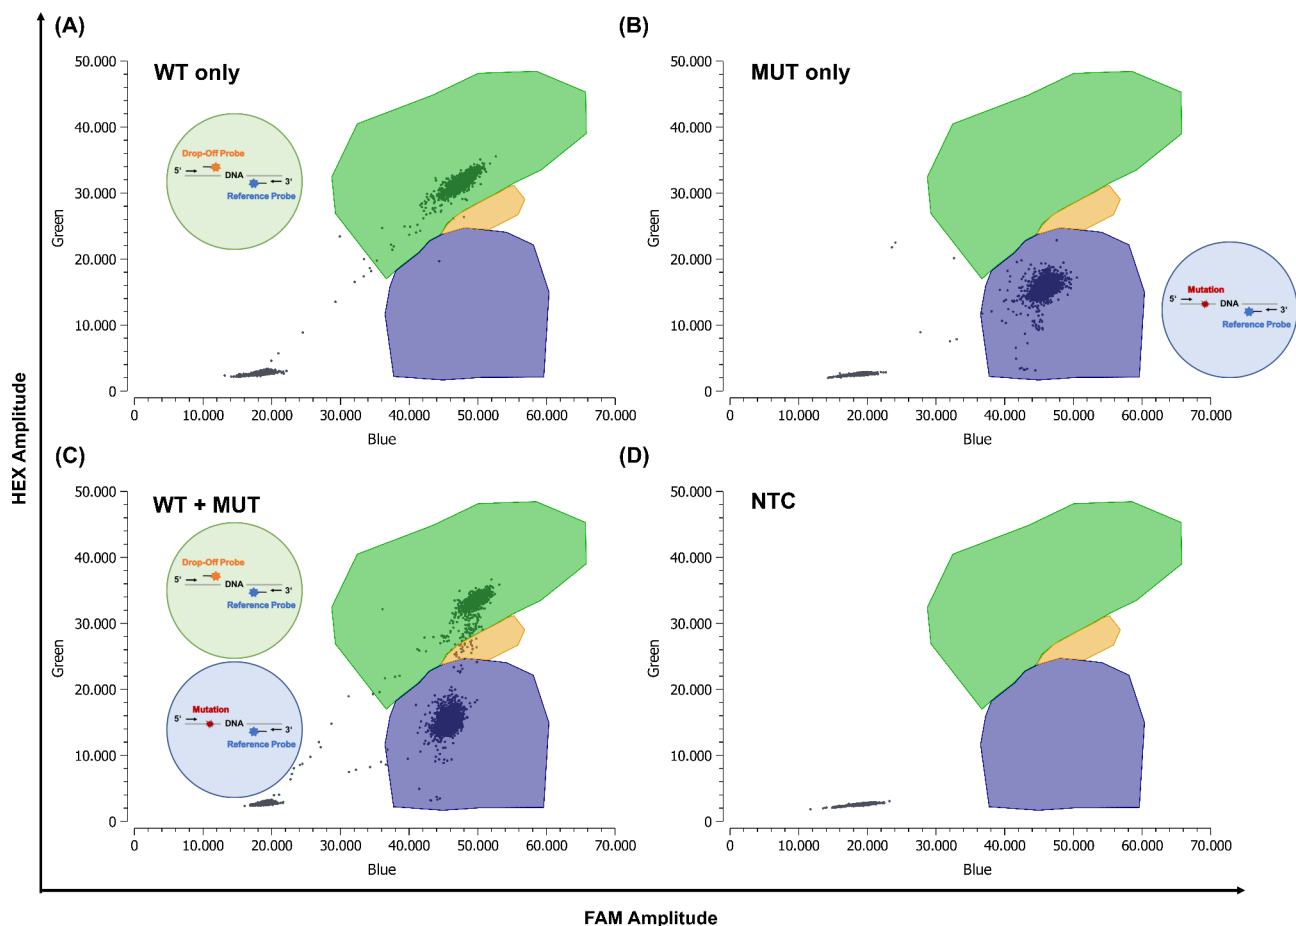 (A)
WT only
50.000
40.000
30.000
20.000
10.000
0
Green
Drop-Off Probe
5'
DNA
3'
Reference Probe
0
10.000
20.000
30.000
40.000
50.000
60.000
70.000
Blue
(B)
MUT only
50.000
40.000
30.000
20.000
10.000
0
Green
Mutation
5'
DNA
3'
Reference Probe
0
10.000
20.000
30.000
40.000
50.000
60.000
70.000
Blue
HEX Amplitude
(C)
WT + MUT
50.000
40.000
30.000
20.000
10.000
0
Green
Drop-Off Probe
5'
DNA
3'
Reference Probe
Mutation
5'
DNA
3'
Reference Probe
0
10.000
20.000
30.000
40.000
50.000
60.000
70.000
Blue
(D)
NTC
50.000
40.000
30.000
20.000
10.000
0
Green
0
10.000
20.000
30.000
40.000
50.000
60.000
70.000
Blue
FAM Amplitude